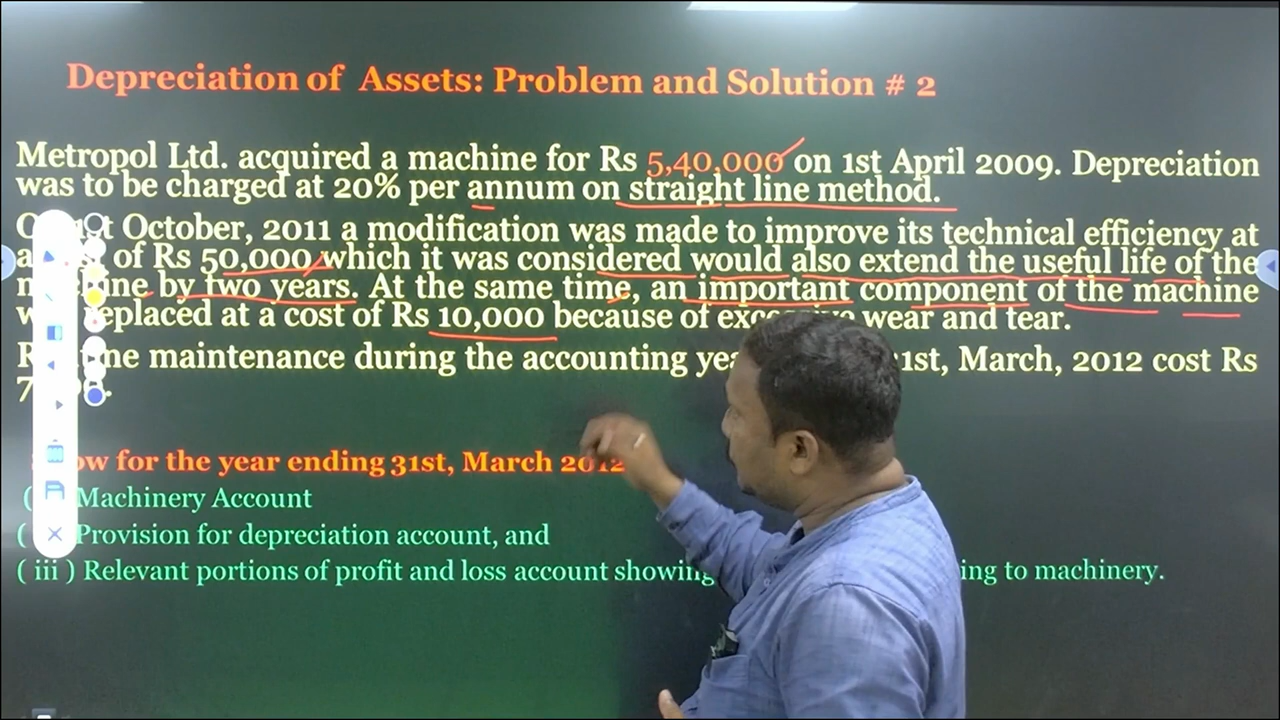 Depreciation of Assets: Problem and Solution # 2
Metropol Ltd. acquired a machine for Rs 5,40,000 on 1st April 2009. Depreciation
was to be charged at 20% per annum on straight line method.
October, 2011 a modification was made to improve its technical efficiency at
of Rs 50,000 which it was considered would also extend the useful life of the
by two years. At the same time, an important component of the machine
replaced at a cost of Rs 10,000 because of wear and tear.
maintenance during the accounting March, 2012 cost Rs
for the year ending 31st, March 2012
Machinery Account
Provision for depreciation account, and
( iii ) Relevant portions of profit and loss account showing to machinery.